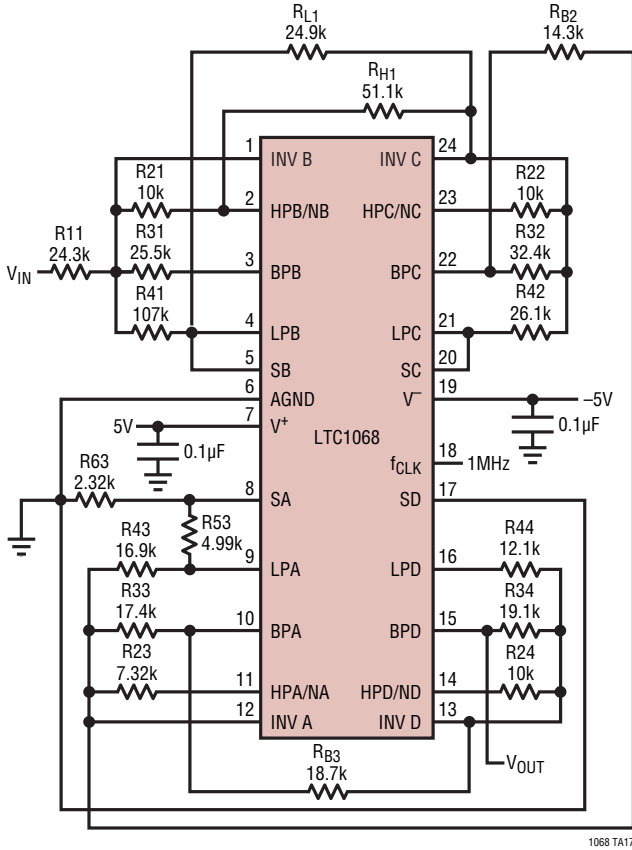 RL1
24.9k
RB2
14.3k
RH1
51.1k
1
INV B
INV C
24
R21
10k
2
HPB/NB
HPC/NC
23
R22
10k
R11
24.3k
VIN
R31
25.5k
3
BPB
BPC
22
R32
32.4k
R41
107k
4
LPB
LPC
21
R42
26.1k
5
SB
SC
20
6
AGND
V–
19
–5V
5V
7
V+
0.1µF
0.1µF
LTC1068
fCLK
18
1MHz
R63
2.32k
8
SA
SD
17
R53
4.99k
R43
16.9k
9
LPA
LPD
16
R44
12.1k
R33
17.4k
10
BPA
BPD
15
R34
19.1k
R23
7.32k
11
HPA/NA
HPD/ND
14
R24
10k
12
INV A
INV D
13
RB3
18.7k
VOUT
1068 TA17